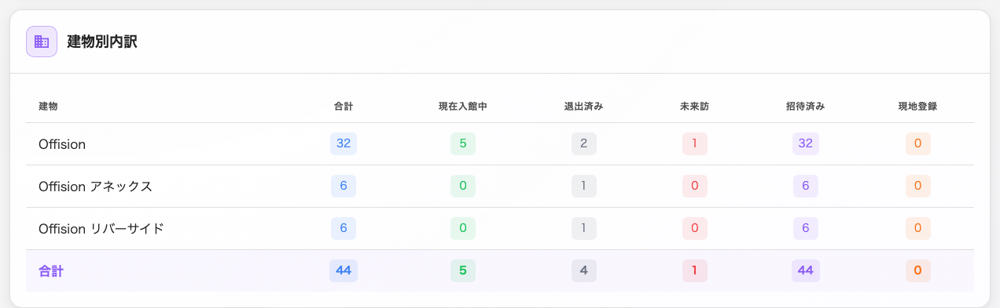 建物別内訳
建物 合計 現在入館中 退出済み 未来訪 招待済み 現地登録
Offision 32 5 2 1 32 0
Offision アネックス 6 0 1 0 6 0
Offision リバーサイド 6 0 1 0 6 0
合計 44 5 4 1 44 0